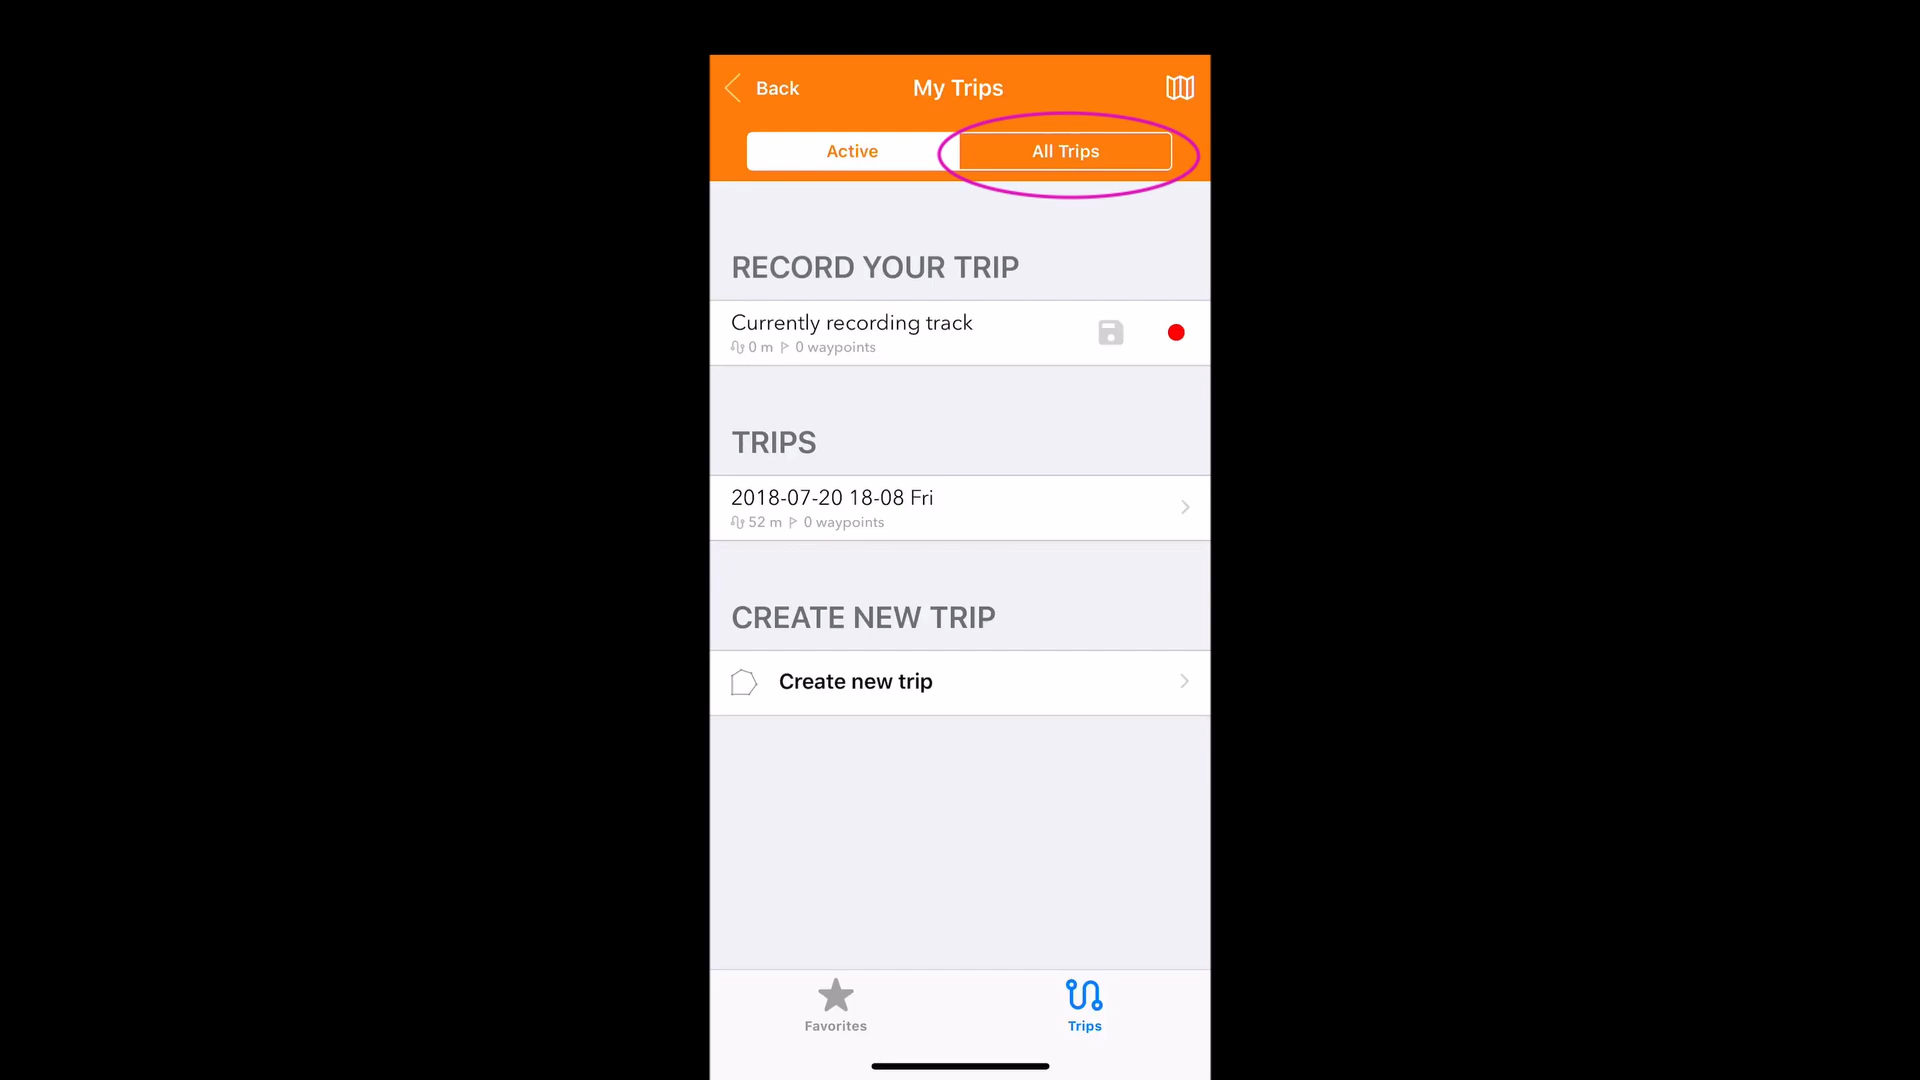 Back
My Trips
Active
All Trips
RECORD YOUR TRIP
Currently recording track
0 m 0 waypoints
TRIPS
2018-07-20 18-08 Fri
52 m 0 waypoints
CREATE NEW TRIP
Create new trip
Favorites
Trips